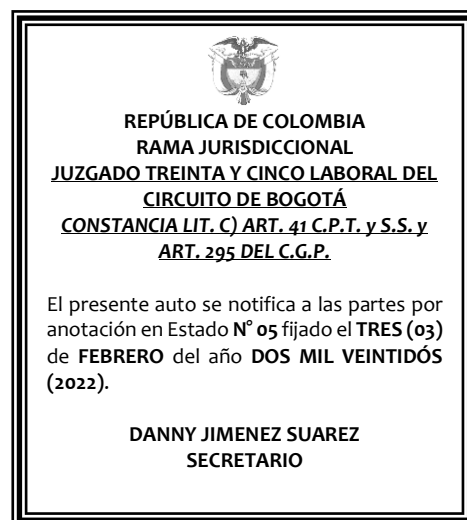 REPÚBLICA DE COLOMBIA
RAMA JURISDICCIONAL
JUZGADO TREINTA Y CINCO LABORAL DEL
CIRCUITO DE BOGOTÁ
CONSTANCIA LIT. C) ART. 41 C.P.T. y S.S. y
ART. 295 DEL C.G.P.
El presente auto se notifica a las partes por
anotación en Estado N° 05 fijado el TRES (03)
de FEBRERO del año DOS MIL VEINTIDÓS
(2022).
DANNY JIMENEZ SUAREZ
SECRETARIO